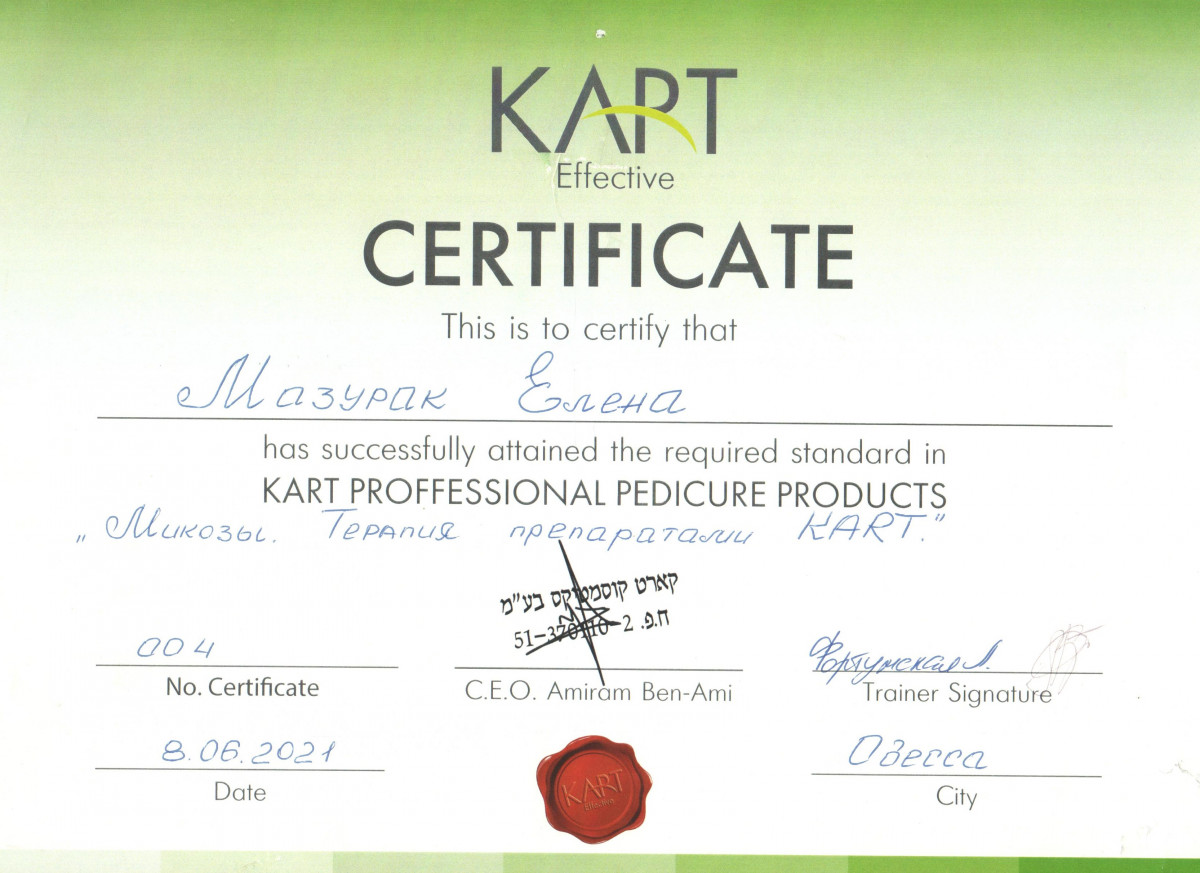 KART
Effective
CERTIFICATE
This is to certify that
Мазурак Елена
has successfully attained the required standard in
KART PROFFESSIONAL PEDICURE PRODUCTS
„Микозы. Терапия препаратами KART."
קארט קוסמטיקס בע"מ
ח.פ. 51-370110-2
004
No. Certificate
C.E.O. Amiram Ben-Ami
Фортунская Л.
Trainer Signature
8.06.2021
Date
Одесса
City
KART
Effective